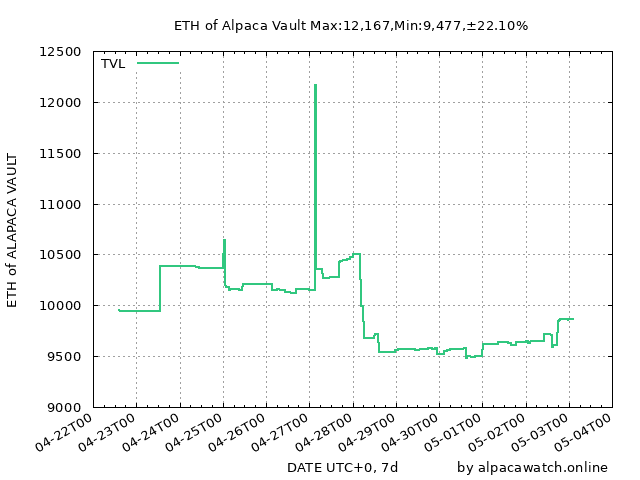 ETH of Alpaca Vault Max:12,167,Min:9,477,±22.10%
TVL
12500
12000
11500
11000
10500
10000
9500
9000
ETH of ALAPACA VAULT
04-22T00
04-23T00
04-24T00
04-25T00
04-26T00
04-27T00
04-28T00
04-29T00
04-30T00
05-01T00
05-02T00
05-03T00
05-04T00
DATE UTC+0, 7d
by alpacawatch.online